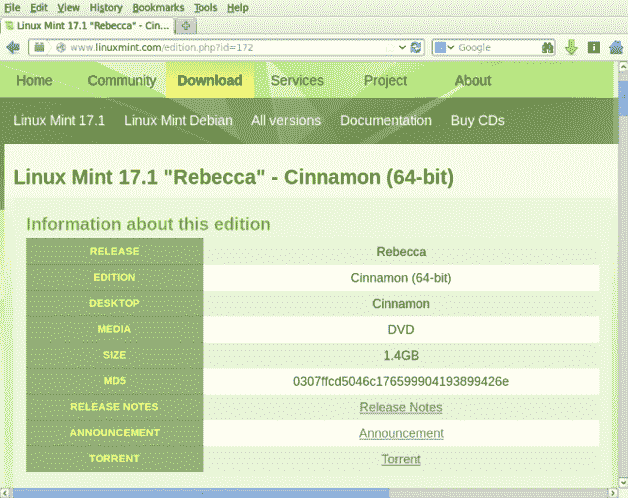 File Edit View History Bookmarks Tools Help
Linux Mint 17.1 "Rebecca" - Cin...
www.linuxmint.com/edition.php?id=172 Google
Home Community Download Services Project About
Linux Mint 17.1 Linux Mint Debian All versions Documentation Buy CDs
Linux Mint 17.1 "Rebecca" - Cinnamon (64-bit)
Information about this edition
RELEASE Rebecca
EDITION Cinnamon (64-bit)
DESKTOP Cinnamon
MEDIA DVD
SIZE 1.4GB
MD5 0307ffcd5046c176599904193899426e
RELEASE NOTES Release Notes
ANNOUNCEMENT Announcement
TORRENT Torrent